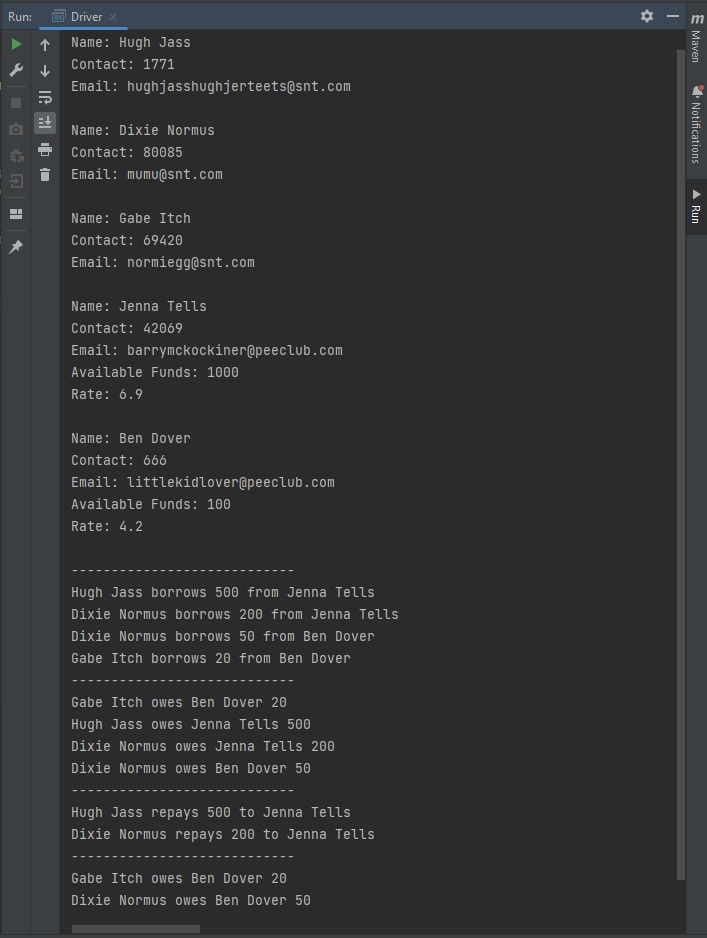 Run:
Driver
Name: Hugh Jass
Contact: 1771
Email: hughjasshughjerteets@snt.com
Name: Dixie Normus
Contact: 80085
Email: mumu@snt.com
Name: Gabe Itch
Contact: 69420
Email: normiegg@snt.com
Name: Jenna Tells
Contact: 42069
Email: barrymckockiner@peeclub.com
Available Funds: 1000
Rate: 6.9
Name: Ben Dover
Contact: 666
Email: littlekidlover@peeclub.com
Available Funds: 100
Rate: 4.2
----------------------------
Hugh Jass borrows 500 from Jenna Tells
Dixie Normus borrows 200 from Jenna Tells
Dixie Normus borrows 50 from Ben Dover
Gabe Itch borrows 20 from Ben Dover
----------------------------
Gabe Itch owes Ben Dover 20
Hugh Jass owes Jenna Tells 500
Dixie Normus owes Jenna Tells 200
Dixie Normus owes Ben Dover 50
----------------------------
Hugh Jass repays 500 to Jenna Tells
Dixie Normus repays 200 to Jenna Tells
----------------------------
Gabe Itch owes Ben Dover 20
Dixie Normus owes Ben Dover 50
m
Maven
Notifications
Run